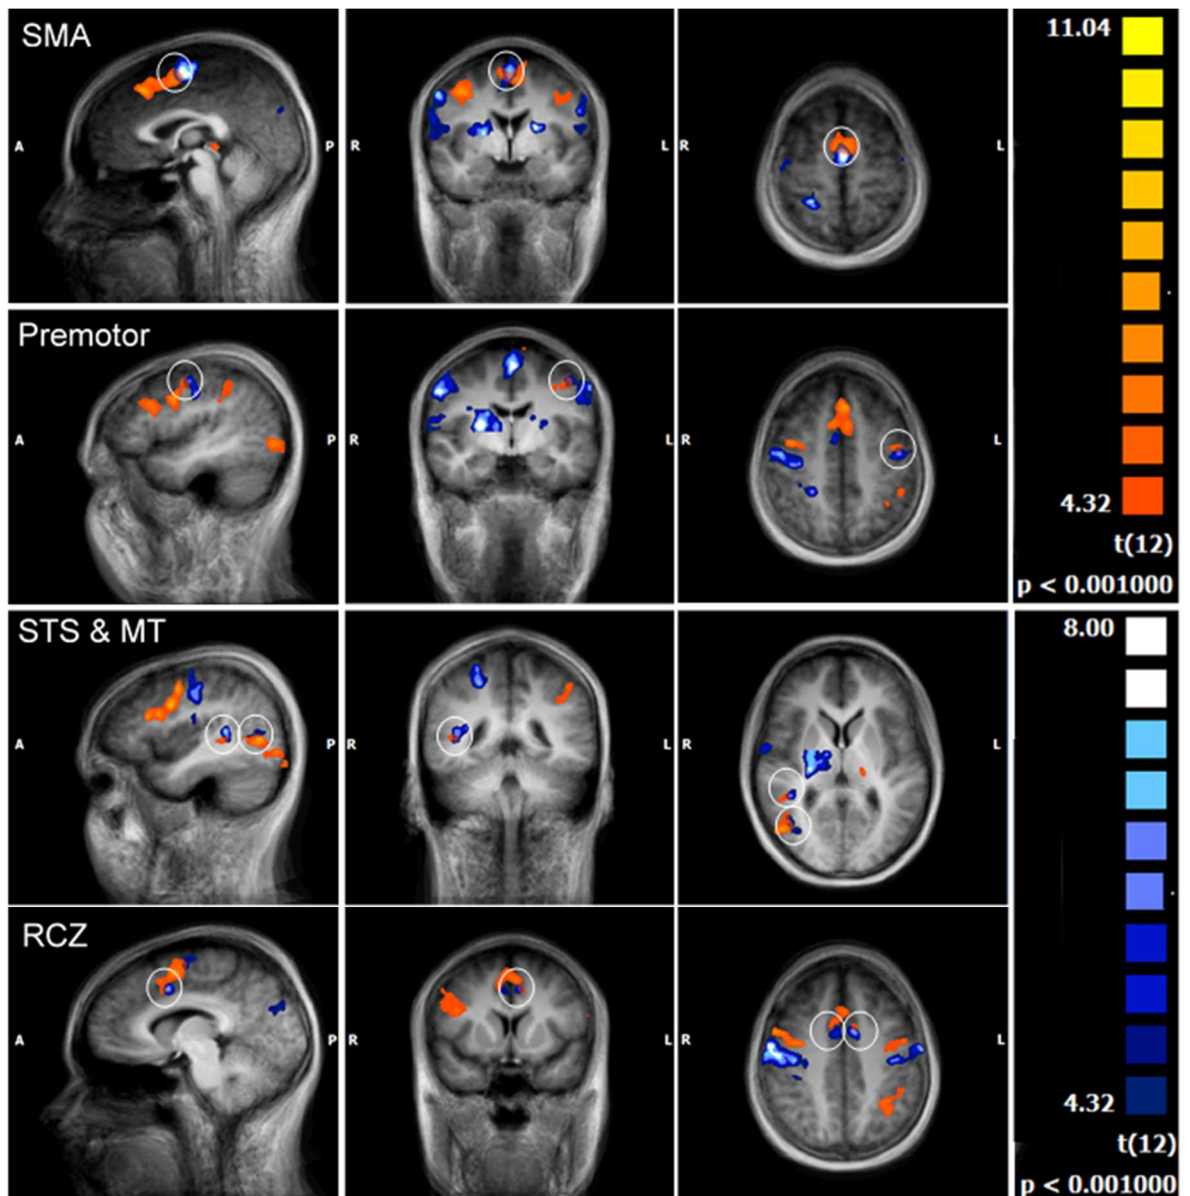 SMA
A
P
R
L
R
L
11.04
4.32
t(12)
p < 0.001000
Premotor
A
P
R
L
R
L
STS & MT
A
P
R
L
R
L
8.00
4.32
t(12)
p < 0.001000
RCZ
A
P
R
L
R
L